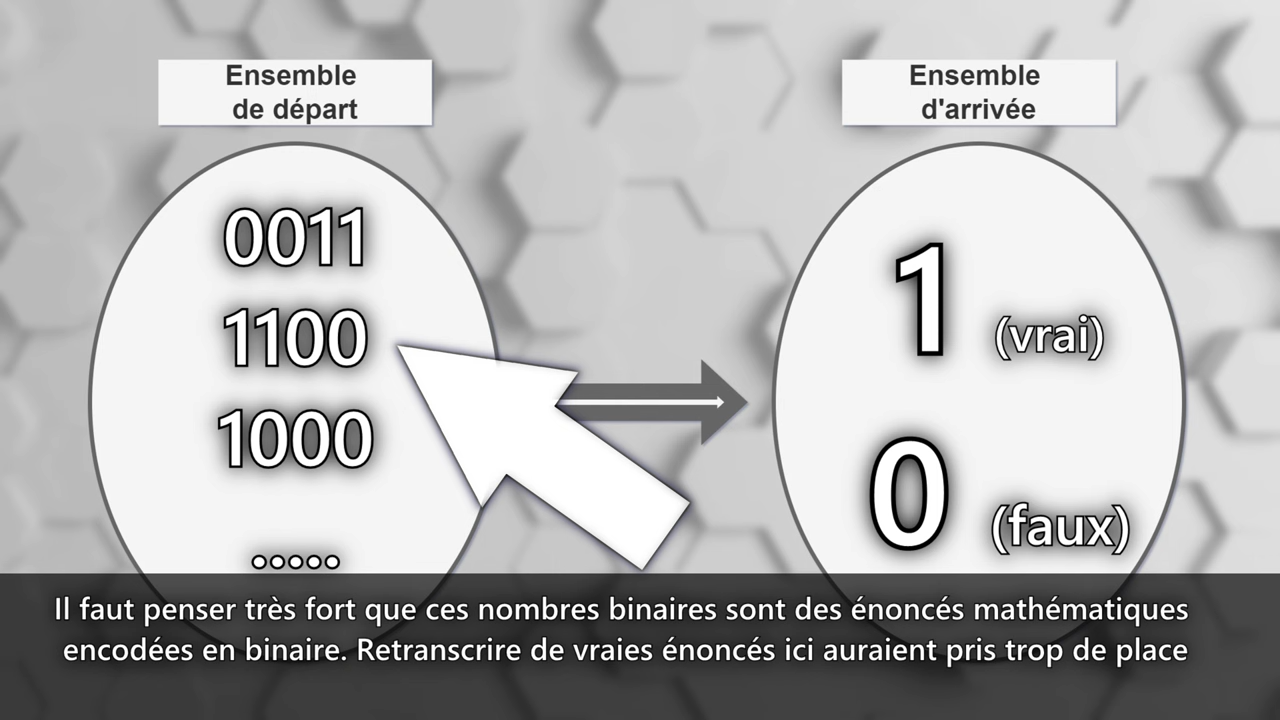 Ensemble
de départ
Ensemble
d'arrivée
0011
1100
1000
.....
1 (vrai)
0 (faux)
Il faut penser très fort que ces nombres binaires sont des énoncés mathématiques
encodées en binaire. Retranscrire de vraies énoncés ici auraient pris trop de place